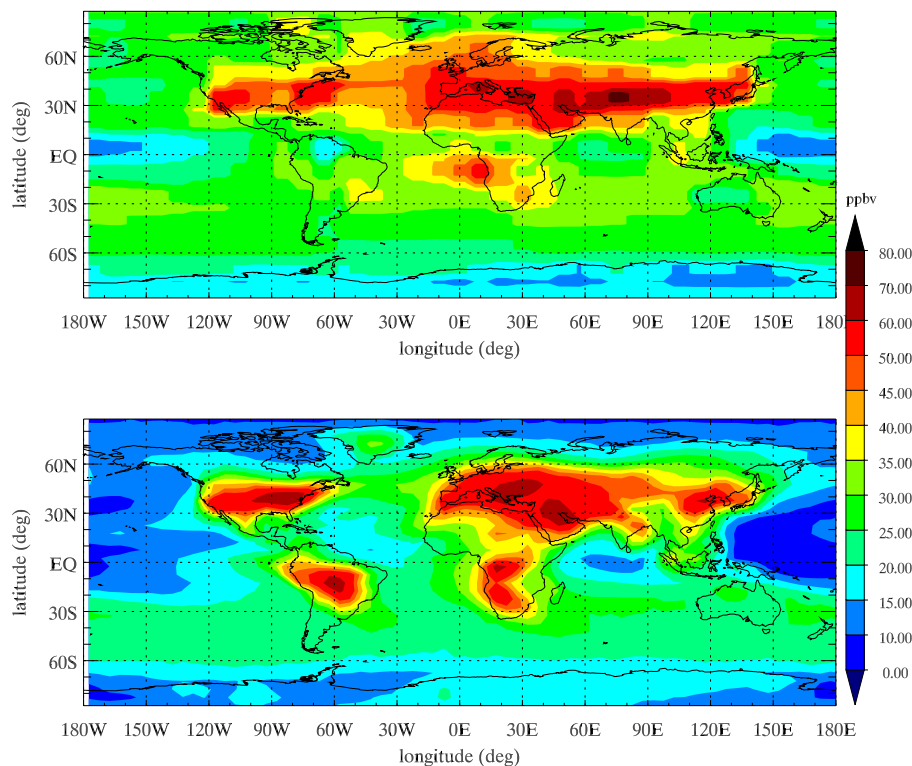 60N
30N
EQ
30S
60S
latitude (deg)
180W 150W 120W 90W 60W 30W 0E 30E 60E 90E 120E 150E 180E
longitude (deg)
ppbv
80.00
70.00
60.00
50.00
45.00
40.00
35.00
30.00
25.00
20.00
15.00
10.00
0.00
60N
30N
EQ
30S
60S
latitude (deg)
180W 150W 120W 90W 60W 30W 0E 30E 60E 90E 120E 150E 180E
longitude (deg)